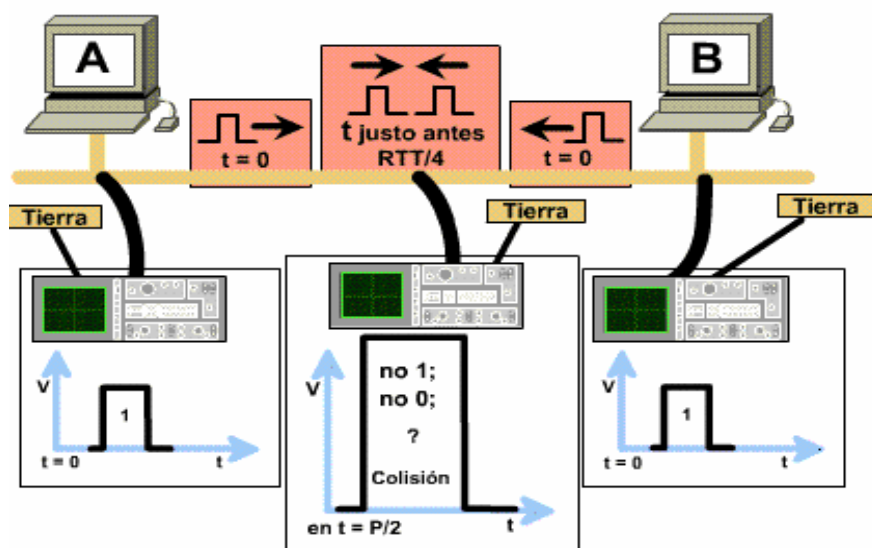 A
B
t = 0
t justo antes
RTT/4
t = 0
Tierra
Tierra
Tierra
V
1
t = 0
t
no 1;
no 0;
?
Colisión
V
en t = P/2
t
V
1
t = 0
t